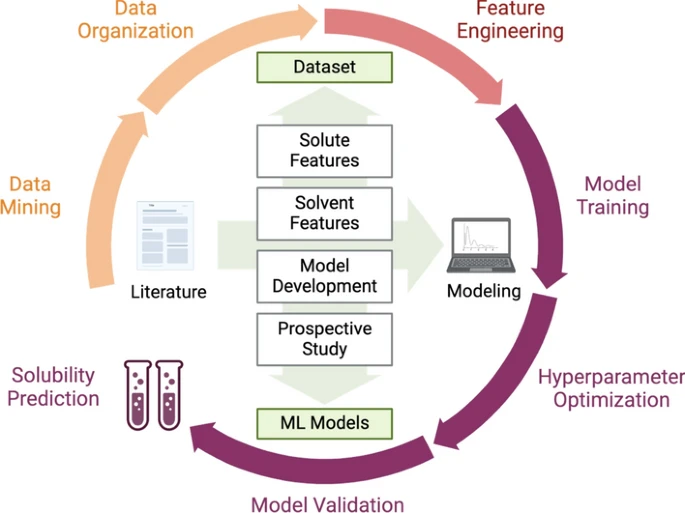 Data
Organization
Feature
Engineering
Dataset
Solute
Features
Data
Mining
Solvent
Features
Model
Training
Literature
Model
Development
Modeling
Prospective
Study
Solubility
Prediction
Hyperparameter
Optimization
ML Models
Model Validation